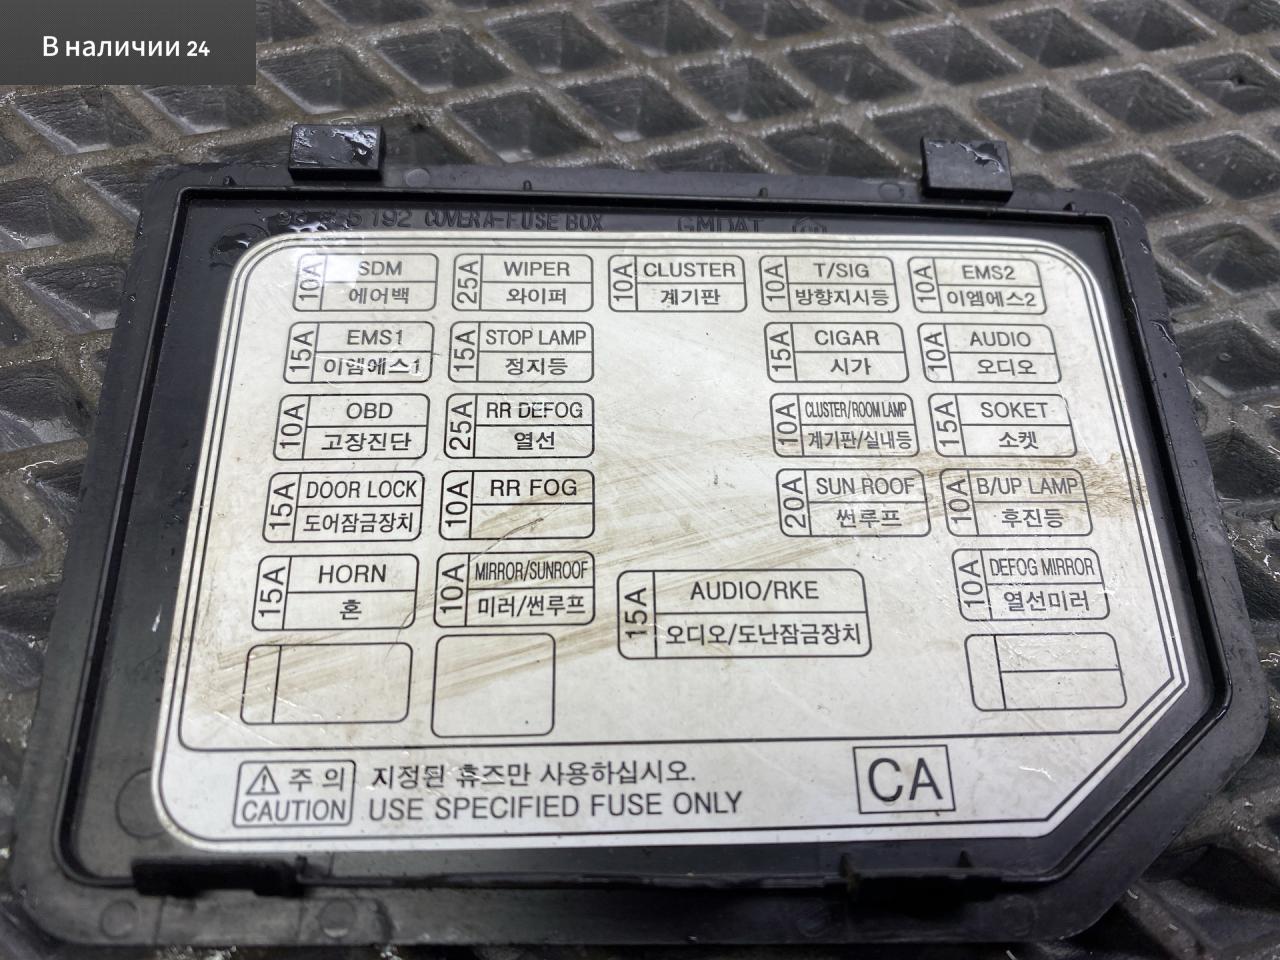 В наличии 24
192 COVER A-FUSE BOX GMDAT
10A SDM 에어백
25A WIPER 와이퍼
10A CLUSTER 계기판
10A T/SIG 방향지시등
10A EMS2 이엠에스2
15A EMS1 이엠에스1
15A STOP LAMP 정지등
15A CIGAR 시가
10A AUDIO 오디오
10A OBD 고장진단
25A RR DEFOG 열선
10A CLUSTER/ROOM LAMP 계기판/실내등
15A SOKET 소켓
15A DOOR LOCK 도어잠금장치
10A RR FOG
20A SUN ROOF 썬루프
10A B/UP LAMP 후진등
15A HORN 혼
10A MIRROR/SUNROOF 미러/썬루프
15A AUDIO/RKE 오디오/도난잠금장치
10A DEFOG MIRROR 열선미러
주 의 지정된 휴즈만 사용하십시오.
CAUTION USE SPECIFIED FUSE ONLY
CA